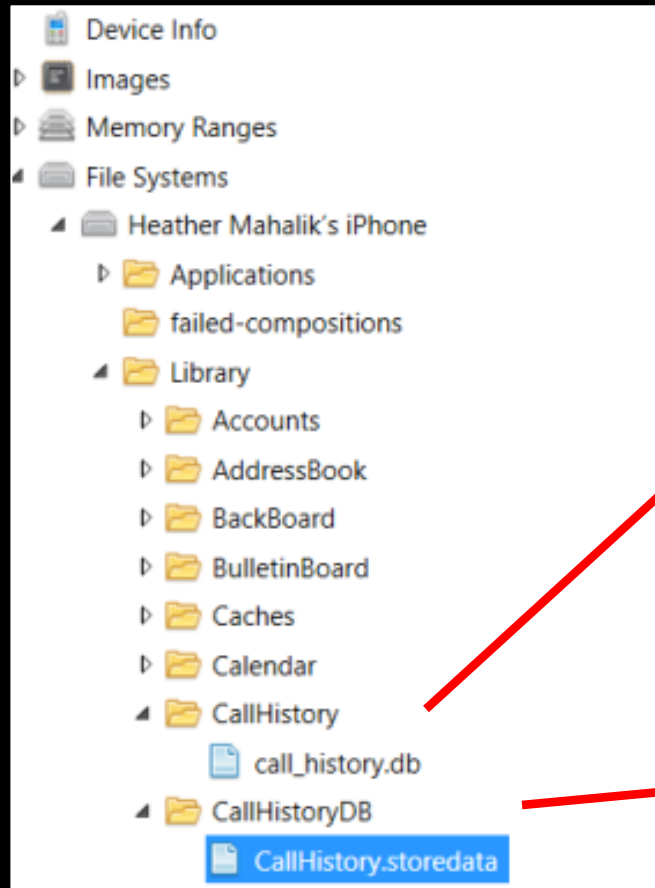 Device Info
Images
Memory Ranges
File Systems
Heather Mahalik's iPhone
Applications
failed-compositions
Library
Accounts
AddressBook
BackBoard
BulletinBoard
Caches
Calendar
CallHistory
call_history.db
CallHistoryDB
CallHistory.storedata